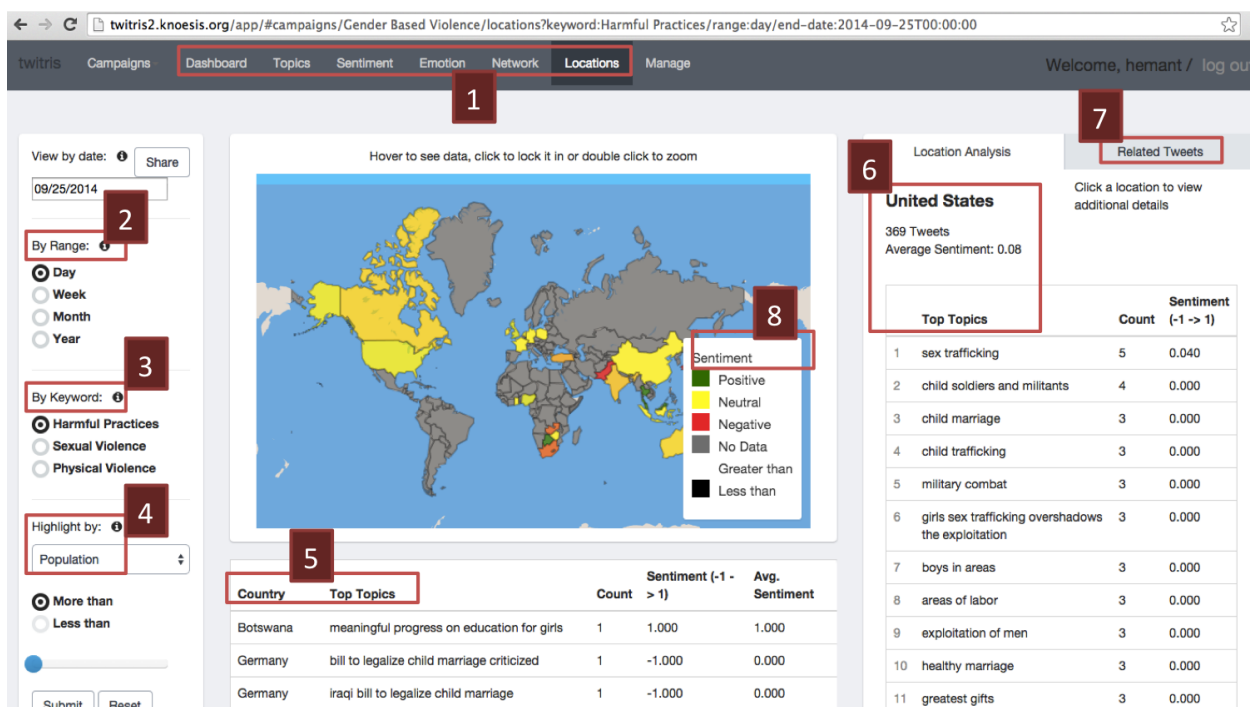 twitris2.knoesis.org/app/#campaigns/Gender Based Violence/locations?keyword:Harmful Practices/range:day/end-date:2014-09-25T00:00:00
twitris Campaigns Dashboard Topics Sentiment Emotion Network Locations Manage Welcome, hemant / log ou
1
View by date: Share
09/25/2014
2
By Range:
Day
Week
Month
Year
3
By Keyword:
Harmful Practices
Sexual Violence
Physical Violence
4
Highlight by:
Population
More than
Less than
Submit Reset
Hover to see data, click to lock it in or double click to zoom
8
Sentiment
Positive
Neutral
Negative
No Data
Greater than
Less than
5
Country Top Topics Count Sentiment (-1 -> 1) Avg. Sentiment
Botswana meaningful progress on education for girls 1 1.000 1.000
Germany bill to legalize child marriage criticized 1 -1.000 0.000
Germany iraqi bill to legalize child marriage 1 -1.000 0.000
7
Location Analysis Related Tweets
6
United States
369 Tweets
Average Sentiment: 0.08
Click a location to view
additional details
Top Topics Count Sentiment (-1 -> 1)
1 sex trafficking 5 0.040
2 child soldiers and militants 4 0.000
3 child marriage 3 0.000
4 child trafficking 3 0.000
5 military combat 3 0.000
6 girls sex trafficking overshadows 3 0.000
the exploitation
7 boys in areas 3 0.000
8 areas of labor 3 0.000
9 exploitation of men 3 0.000
10 healthy marriage 3 0.000
11 greatest gifts 3 0.000